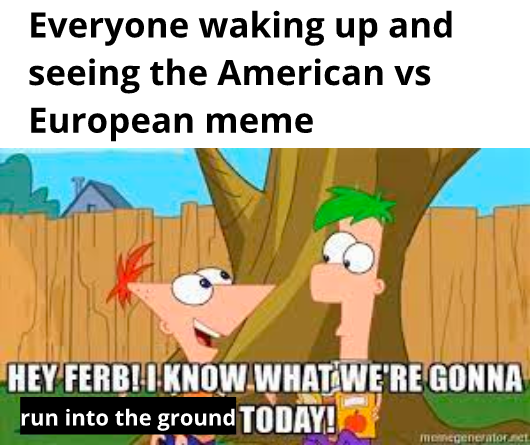 Everyone waking up and
seeing the American vs
European meme
HEY FERB! I KNOW WHAT WE'RE GONNA
run into the ground TODAY!
memegenerator.net